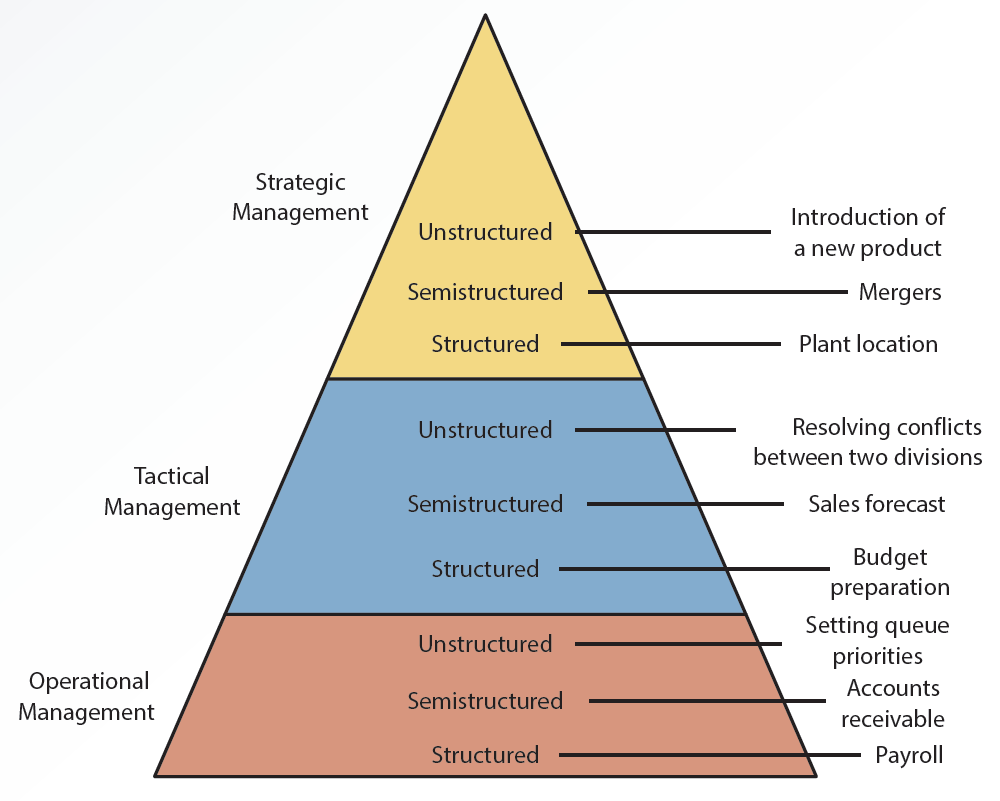 Strategic
Management
Unstructured
Introduction of
a new product
Semistructured
Mergers
Structured
Plant location
Tactical
Management
Unstructured
Resolving conflicts
between two divisions
Semistructured
Sales forecast
Structured
Budget
preparation
Operational
Management
Unstructured
Setting queue
priorities
Semistructured
Accounts
receivable
Structured
Payroll